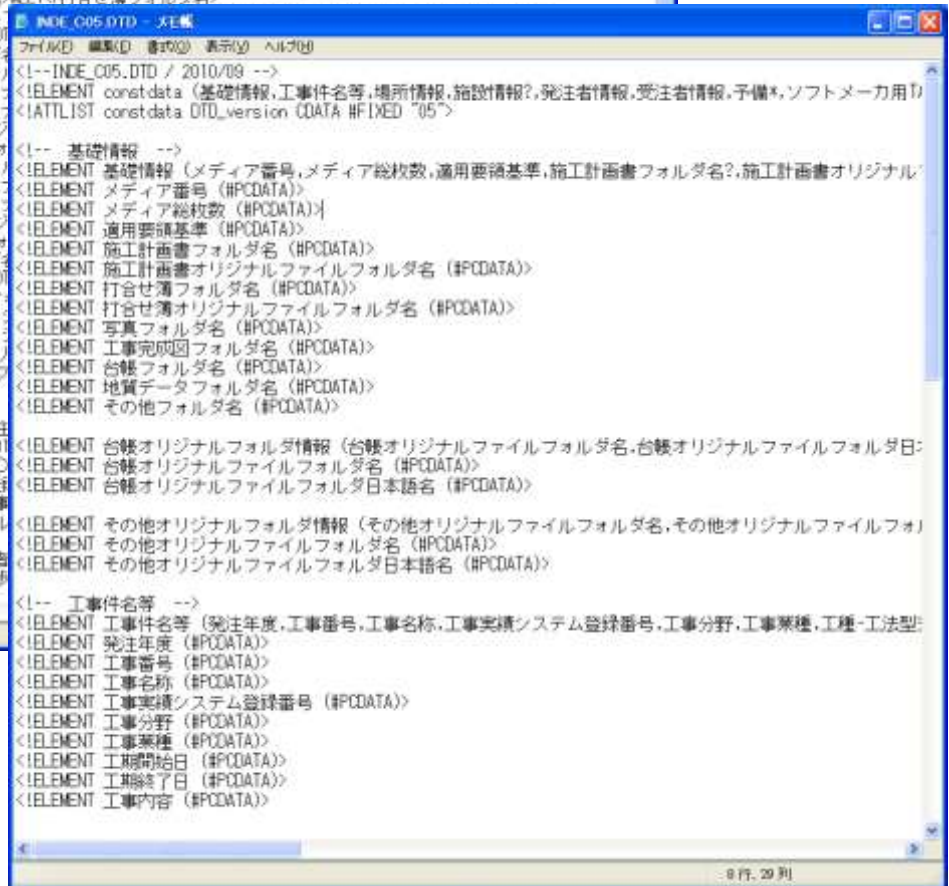 INDE_C05.DTD - メモ帳
ファイル(F) 編集(E) 書式(O) 表示(V) ヘルプ(H)
<!--INDE_C05.DTD / 2010/09 -->
<!ELEMENT constdata (基礎情報,工事件名等,場所情報,施設情報?,発注者情報,受注者情報,予備*,ソフトメーカ用
<!ATTLIST constdata DTD_version CDATA #FIXED "05">
<!-- 基礎情報 -->
<!ELEMENT 基礎情報 (メディア番号,メディア総枚数,適用要領基準,施工計画書フォルダ名?,施工計画書オリジナル
<!ELEMENT メディア番号 (#PCDATA)>
<!ELEMENT メディア総枚数 (#PCDATA)>
<!ELEMENT 適用要領基準 (#PCDATA)>
<!ELEMENT 施工計画書フォルダ名 (#PCDATA)>
<!ELEMENT 施工計画書オリジナルファイルフォルダ名 (#PCDATA)>
<!ELEMENT 打合せ簿フォルダ名 (#PCDATA)>
<!ELEMENT 打合せ簿オリジナルファイルフォルダ名 (#PCDATA)>
<!ELEMENT 写真フォルダ名 (#PCDATA)>
<!ELEMENT 工事完成図フォルダ名 (#PCDATA)>
<!ELEMENT 台帳フォルダ名 (#PCDATA)>
<!ELEMENT 地質データフォルダ名 (#PCDATA)>
<!ELEMENT その他フォルダ名 (#PCDATA)>
<!ELEMENT 台帳オリジナルフォルダ情報 (台帳オリジナルファイルフォルダ名,台帳オリジナルファイルフォルダ日
<!ELEMENT 台帳オリジナルファイルフォルダ名 (#PCDATA)>
<!ELEMENT 台帳オリジナルファイルフォルダ日本語名 (#PCDATA)>
<!ELEMENT その他オリジナルフォルダ情報 (その他オリジナルファイルフォルダ名,その他オリジナルファイルフォ
<!ELEMENT その他オリジナルファイルフォルダ名 (#PCDATA)>
<!ELEMENT その他オリジナルファイルフォルダ日本語名 (#PCDATA)>
<!-- 工事件名等 -->
<!ELEMENT 工事件名等 (発注年度,工事番号,工事名称,工事実績システム登録番号,工事分野,工事業種,工種-工法型
<!ELEMENT 発注年度 (#PCDATA)>
<!ELEMENT 工事番号 (#PCDATA)>
<!ELEMENT 工事名称 (#PCDATA)>
<!ELEMENT 工事実績システム登録番号 (#PCDATA)>
<!ELEMENT 工事分野 (#PCDATA)>
<!ELEMENT 工事業種 (#PCDATA)>
<!ELEMENT 工期開始日 (#PCDATA)>
<!ELEMENT 工期終了日 (#PCDATA)>
<!ELEMENT 工事内容 (#PCDATA)>
8 行、29 列